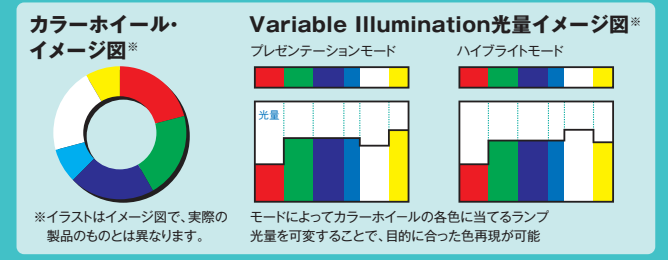 カラーホイール・
イメージ図※
※イラストはイメージ図で、実際の
製品のものとは異なります。
Variable Illumination光量イメージ図※
プレゼンテーションモード
ハイブライトモード
光量
モードによってカラーホイールの各色に当てるランプ
光量を可変することで、目的に合った色再現が可能